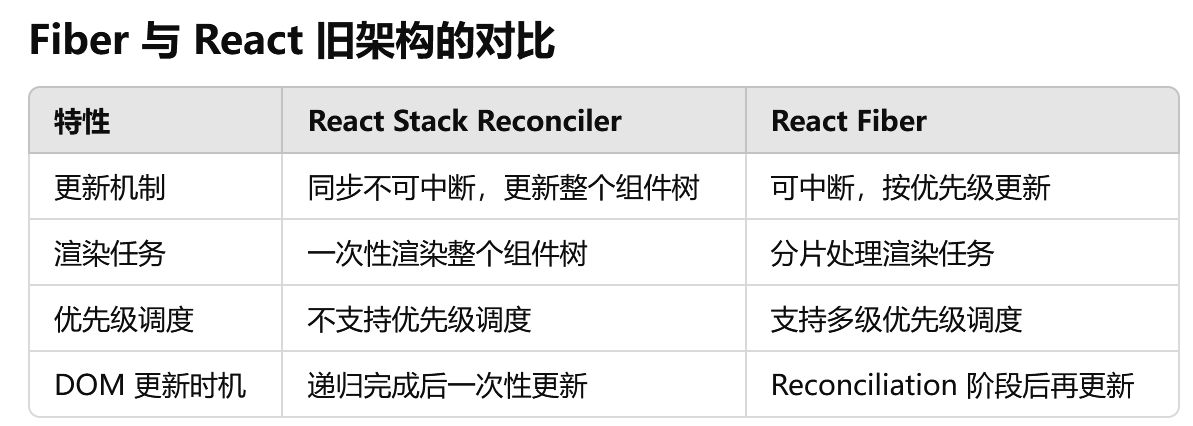 Fiber 与 React 旧架构的对比
特性 React Stack Reconciler React Fiber
更新机制 同步不可中断，更新整个组件树 可中断，按优先级更新
渲染任务 一次性渲染整个组件树 分片处理渲染任务
优先级调度 不支持优先级调度 支持多级优先级调度
DOM 更新时机 递归完成后一次性更新 Reconciliation 阶段后再更新